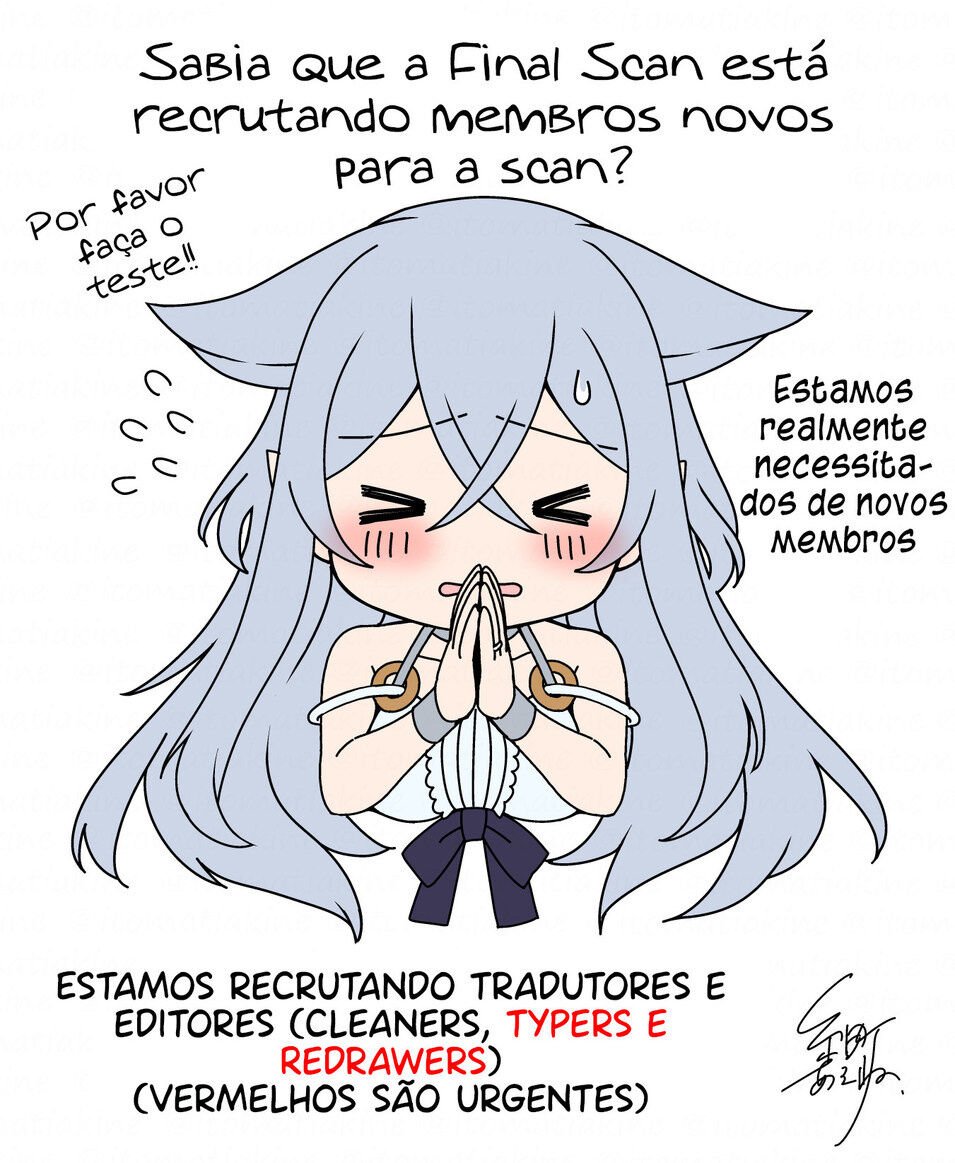 Sabia que a Final Scan está
recrutando membros novos
para a scan?
Por favor
faça o
teste!!
Estamos
realmente
necessita-
dos de novos
membros
ESTAMOS RECRUTANDO TRADUTORES E
EDITORES (CLEANERS, TYPERS E
REDRAWERS)
(VERMELHOS SÃO URGENTES)